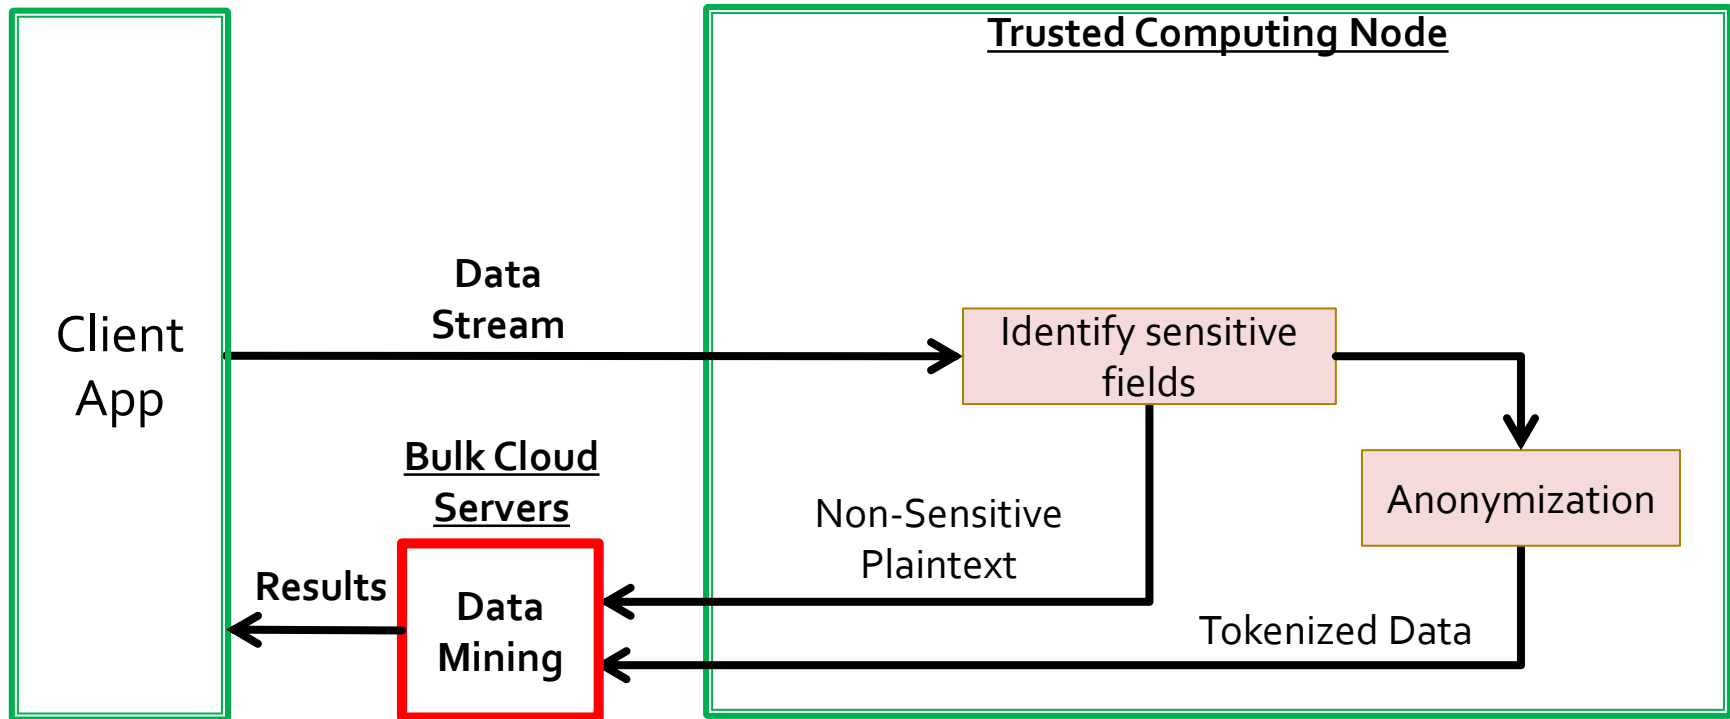 Trusted Computing Node
Client
App
Data
Stream
Identify sensitive
fields
Anonymization
Bulk Cloud
Servers
Non-Sensitive
Plaintext
Results
Data
Mining
Tokenized Data